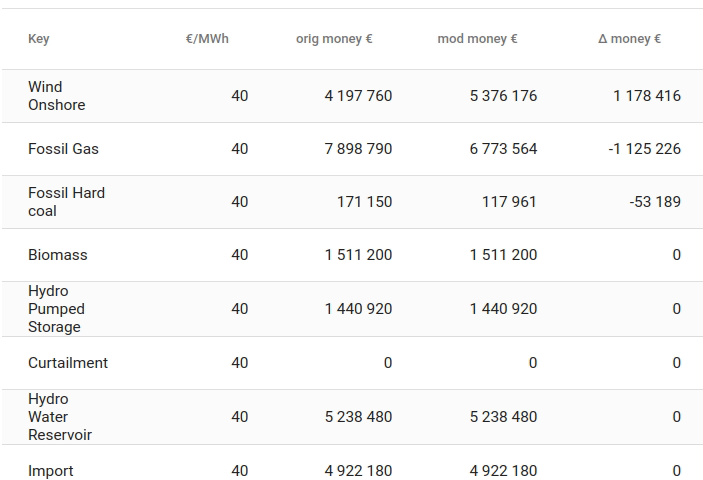 Key €/MWh orig money € mod money € Δ money €
Wind
Onshore 40 4 197 760 5 376 176 1 178 416
Fossil Gas 40 7 898 790 6 773 564 -1 125 226
Fossil Hard
coal 40 171 150 117 961 -53 189
Biomass 40 1 511 200 1 511 200 0
Hydro
Pumped 40 1 440 920 1 440 920 0
Storage
Curtailment 40 0 0 0
Hydro
Water 40 5 238 480 5 238 480 0
Reservoir
Import 40 4 922 180 4 922 180 0